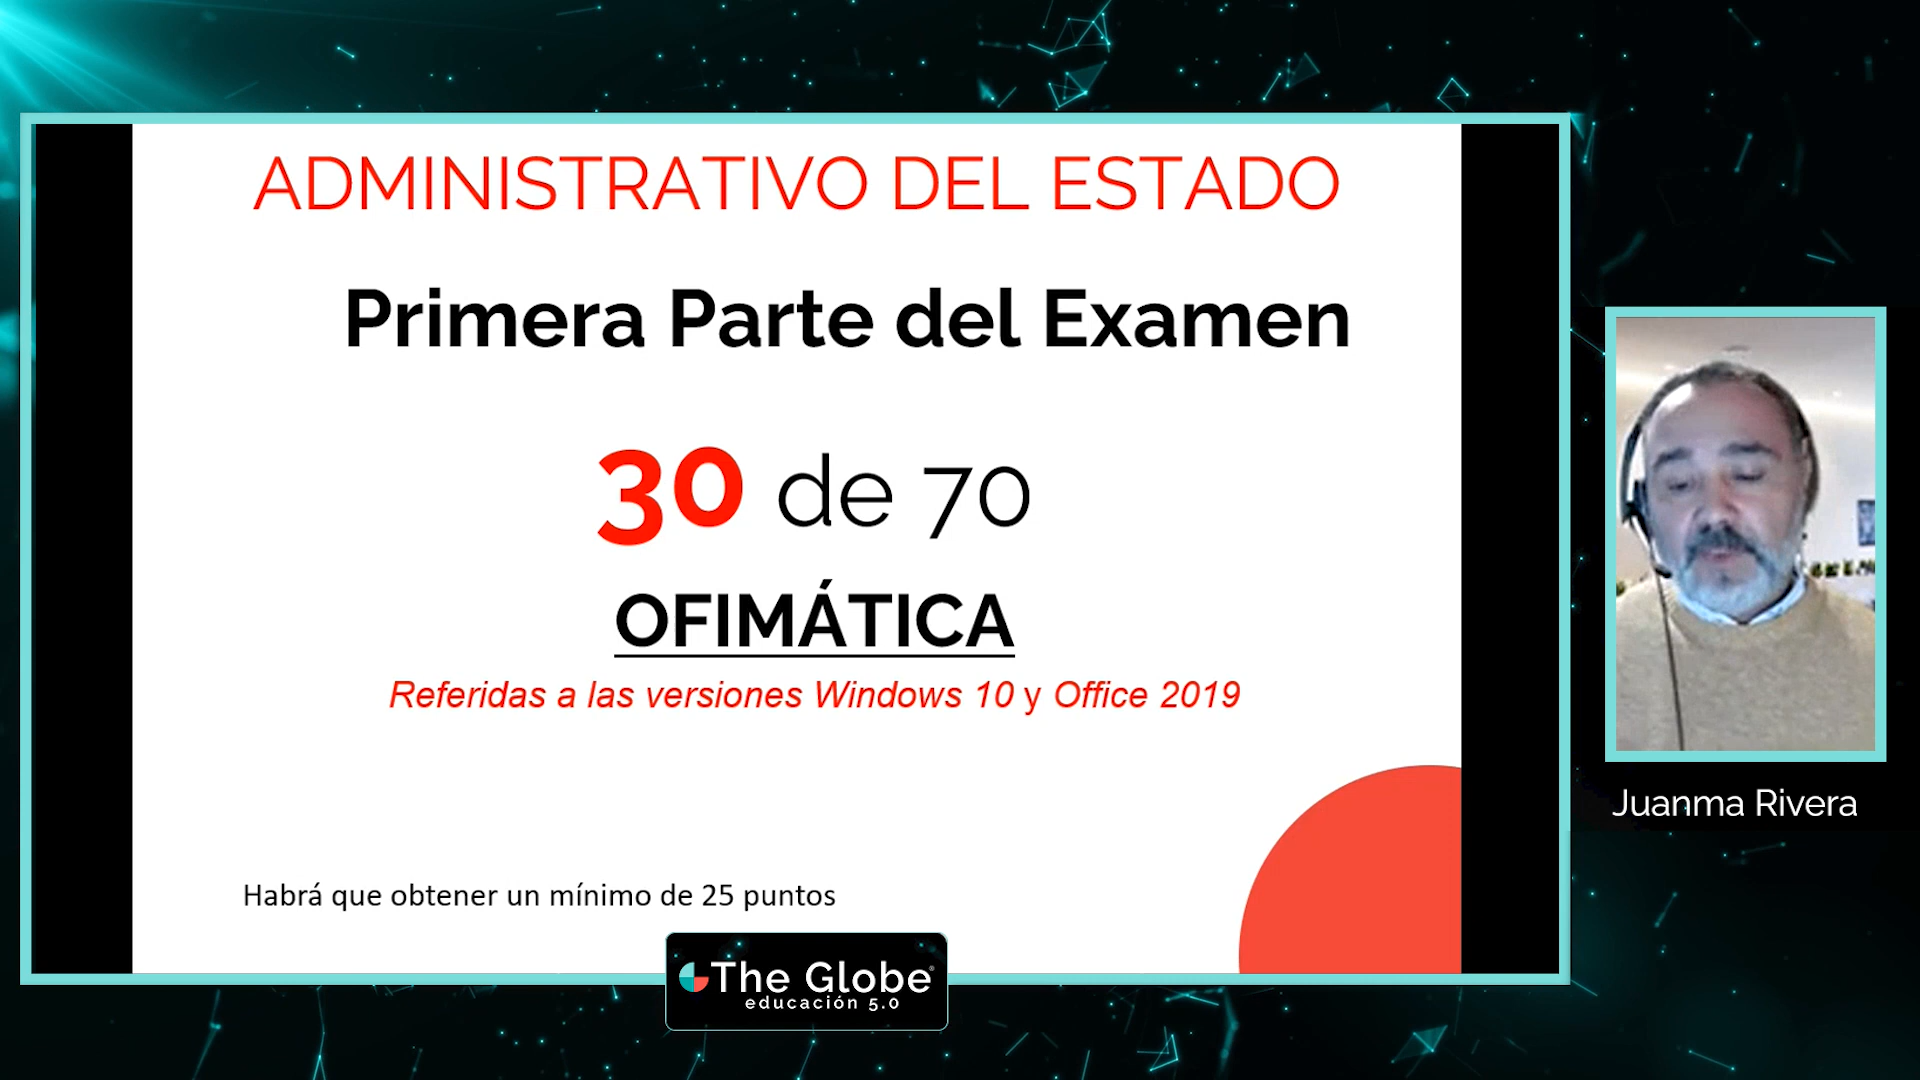 ADMINISTRATIVO DEL ESTADO
Primera Parte del Examen
30 de 70
OFIMÁTICA
Referidas a las versiones Windows 10 y Office 2019
Habrá que obtener un mínimo de 25 puntos
The Globe®
educación 5.0
Juanma Rivera